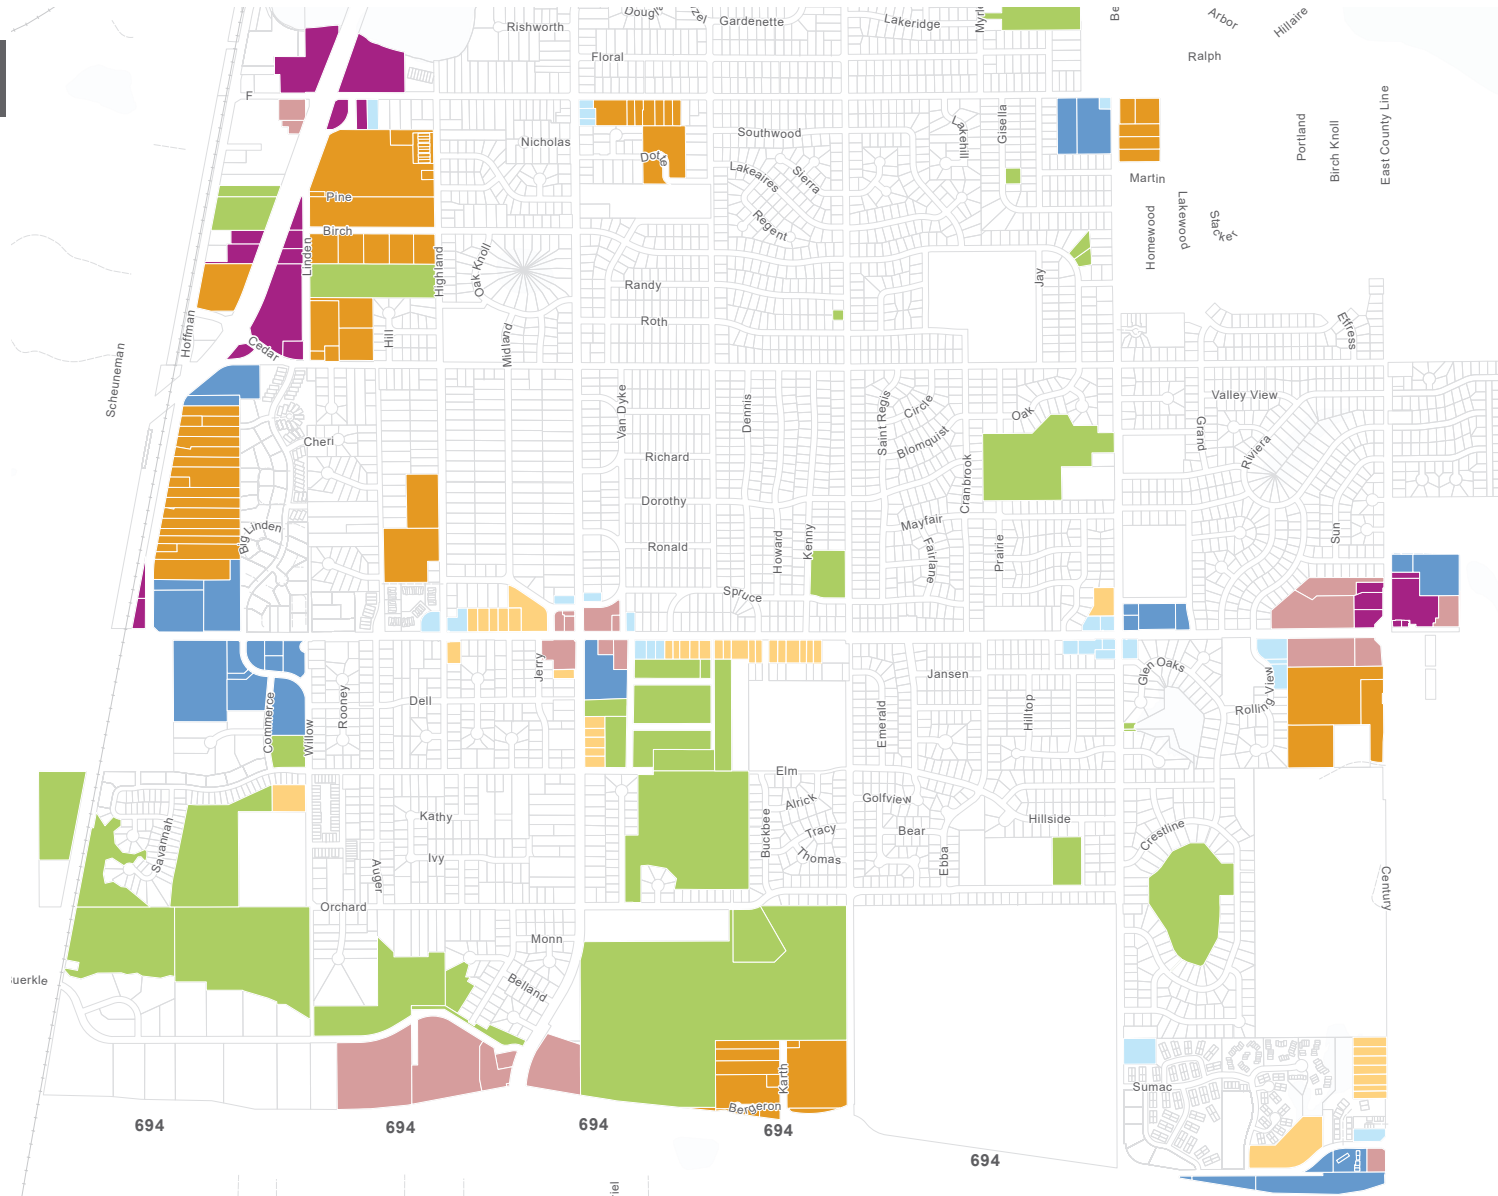 Rishworth
Gardenette
Lakeridge
Arbor
Hillaire
Floral
Ralph
F
Nicholas
Southwood
Lakehill
Gisella
Portland
Birch Knoll
East County Line
Dotte
Lakeaires
Sierra
Martin
Pine
Regent
Homewood
Lakewood
Stacker
Birch
Linden
Highland
Oak Knoll
Randy
Jay
Roth
Hoffman
Hill
Midland
Cedar
Effress
Scheuneman
Van Dyke
Dennis
Saint Regis
Circle
Oak
Valley View
Cheri
Blomquist
Grand
Riviera
Richard
Cranbrook
Dorothy
Mayfair
Big Linden
Ronald
Howard
Kenny
Fairlane
Prairie
Sun
Spruce
Jerry
Jansen
Glen Oaks
Rooney
Dell
Emerald
Hilltop
Rolling View
Commerce
Willow
Elm
Alrick
Golfview
Kathy
Buckbee
Tracy
Bear
Hillside
Crestline
Savannah
Ivy
Auger
Thomas
Ebba
Century
Orchard
Monn
Belland
uerkle
Karth
Sumac
Bergeron
694
694
694
694
694